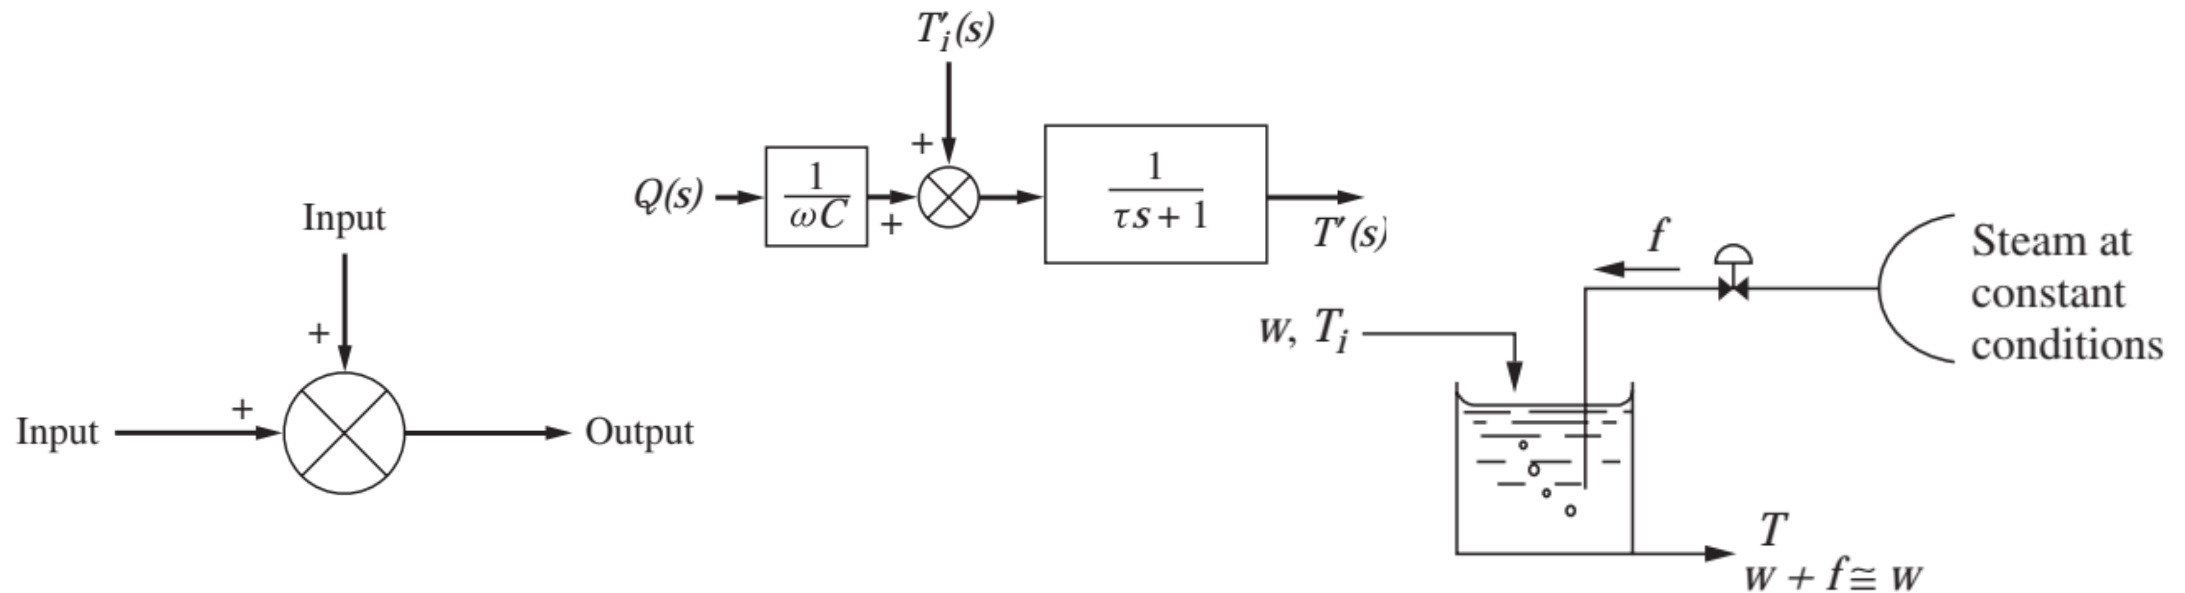 Input
+
Input
+
Output
T′i(s)
+
Q(s)
1
ωC
+
1
τs + 1
T′(s)
f
Steam at
constant
conditions
w, Ti
T
w + f ≅ w